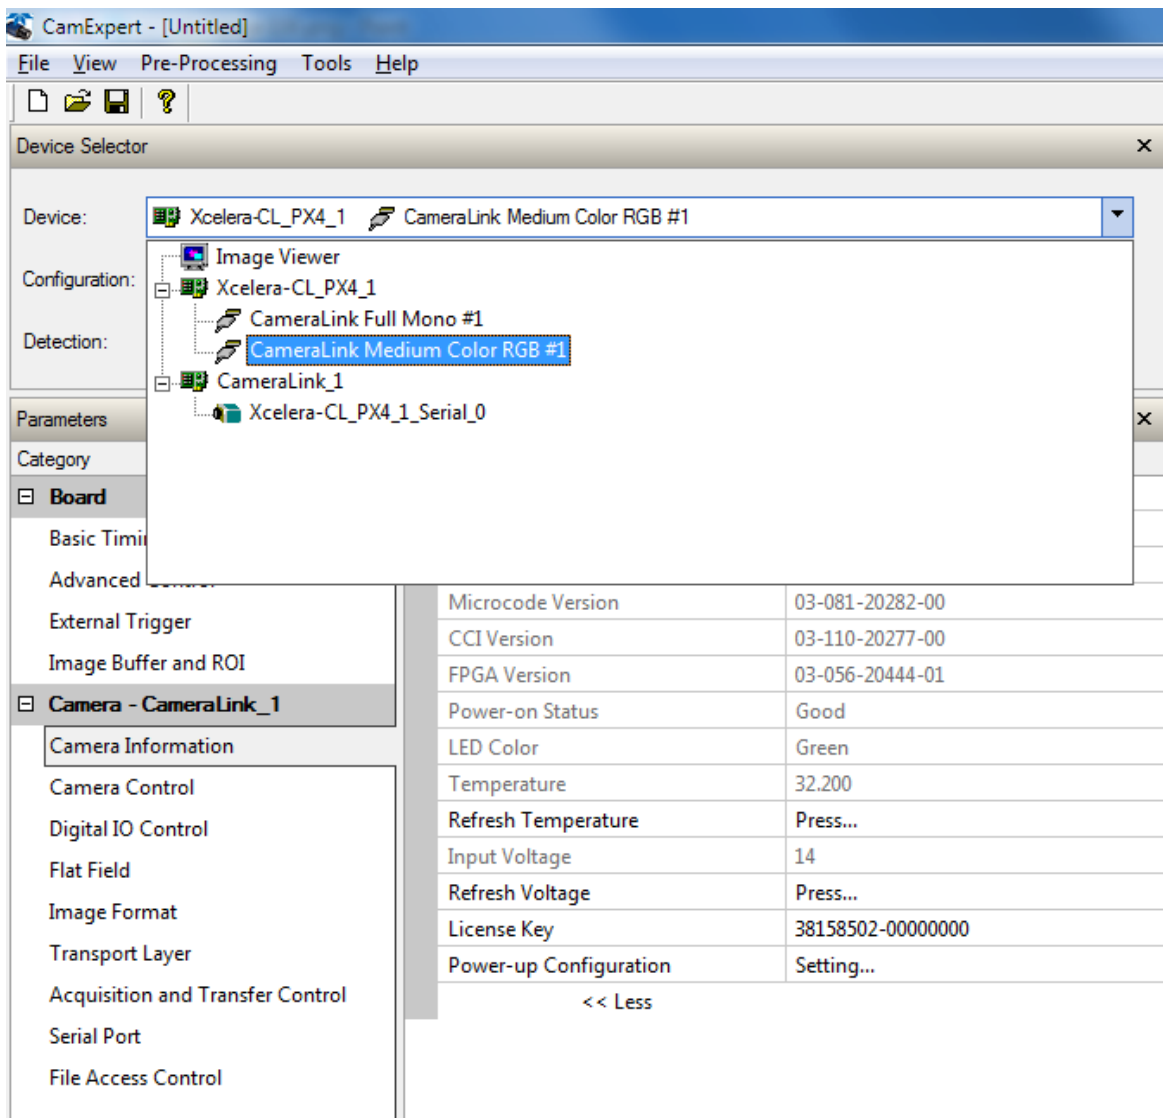 CamExpert - [Untitled]
File View Pre-Processing Tools Help
Device Selector
Device: Xcelera-CL_PX4_1 CameraLink Medium Color RGB #1
Image Viewer
Configuration:
Xcelera-CL_PX4_1
CameraLink Full Mono #1
Detection:
CameraLink Medium Color RGB #1
CameraLink_1
Xcelera-CL_PX4_1_Serial_0
Parameters
Category
Board
Basic Timi
Advanced
External Trigger
Image Buffer and ROI
Camera - CameraLink_1
Camera Information
Camera Control
Digital IO Control
Flat Field
Image Format
Transport Layer
Acquisition and Transfer Control
Serial Port
File Access Control
Microcode Version 03-081-20282-00
CCI Version 03-110-20277-00
FPGA Version 03-056-20444-01
Power-on Status Good
LED Color Green
Temperature 32.200
Refresh Temperature Press...
Input Voltage 14
Refresh Voltage Press...
License Key 38158502-00000000
Power-up Configuration Setting...
<< Less